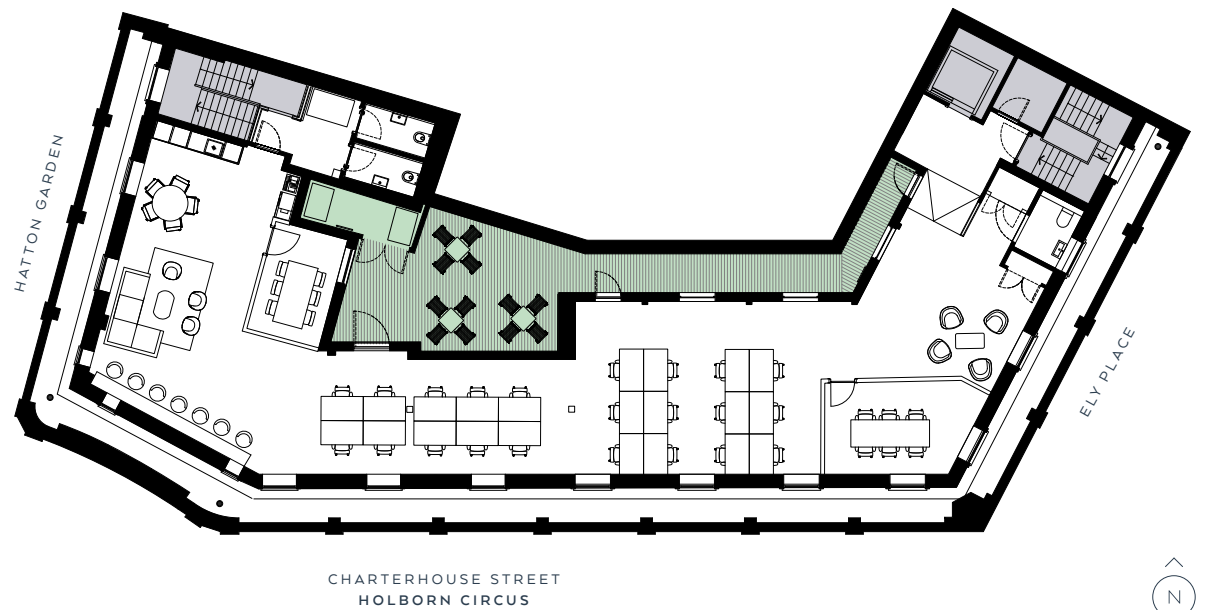 HATTON GARDEN
ELY PLACE
CHARTERHOUSE STREET
HOLBORN CIRCUS
N